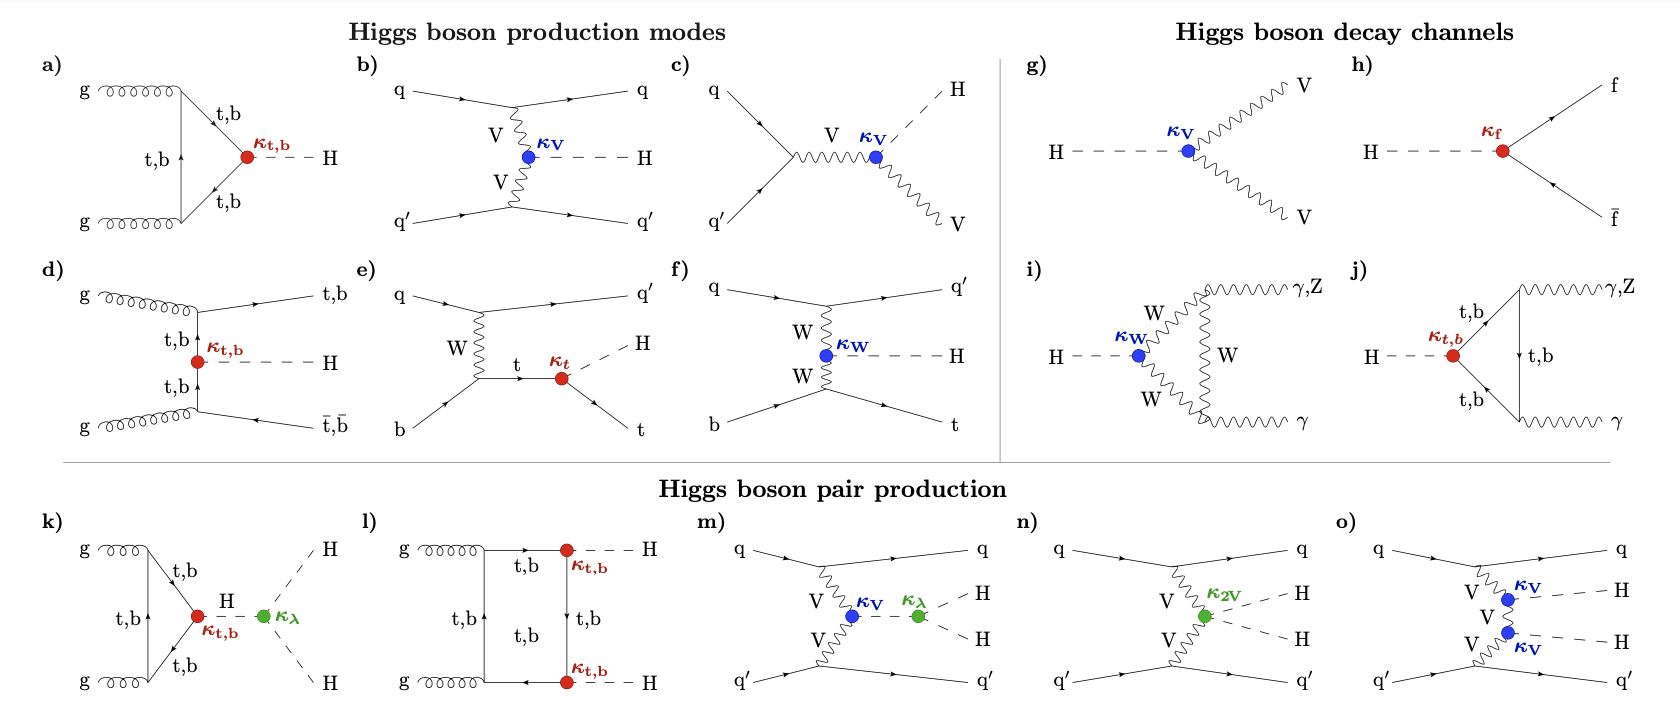 Higgs boson production modes
Higgs boson decay channels
a)
g
t,b
κt,b
t,b
H
t,b
g
b)
q
q
V
κV
H
V
q′
q′
c)
q
H
V
κV
q′
V
g)
V
κV
H
V
h)
f
κf
H
f̄
d)
g
t,b
t,b
κt,b
H
t,b
g
t̄,b̄
e)
q
q′
W
H
t
κt
b
t
f)
q
q′
W
κW
H
W
b
t
i)
γ,Z
W
κW
H
W
W
γ
j)
γ,Z
t,b
κt,b
H
t,b
t,b
γ
Higgs boson pair production
k)
g
H
t,b
H
t,b
κλ
κt,b
t,b
g
H
l)
g
H
t,b
κt,b
t,b
t,b
t,b
κt,b
g
H
m)
q
q
V
κV
κλ
H
V
H
q′
q′
n)
q
q
V
κ2V
H
V
H
q′
q′
o)
q
q
V
κV
H
V
V
κV
H
q′
q′